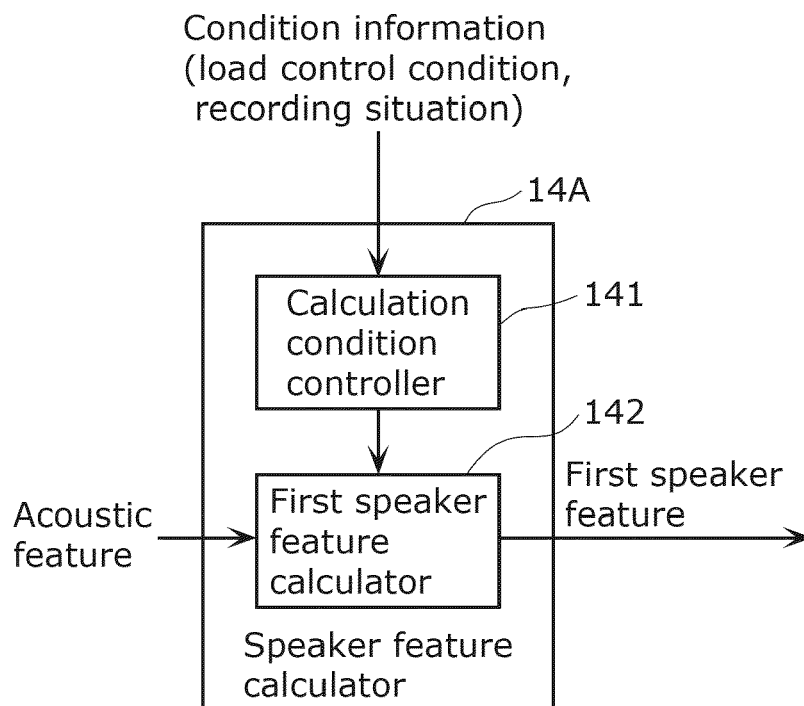 Condition information
(load control condition,
recording situation)
14A
Calculation
condition
controller
141
142
First speaker
feature
calculator
Acoustic
feature
First speaker
feature
Speaker feature
calculator